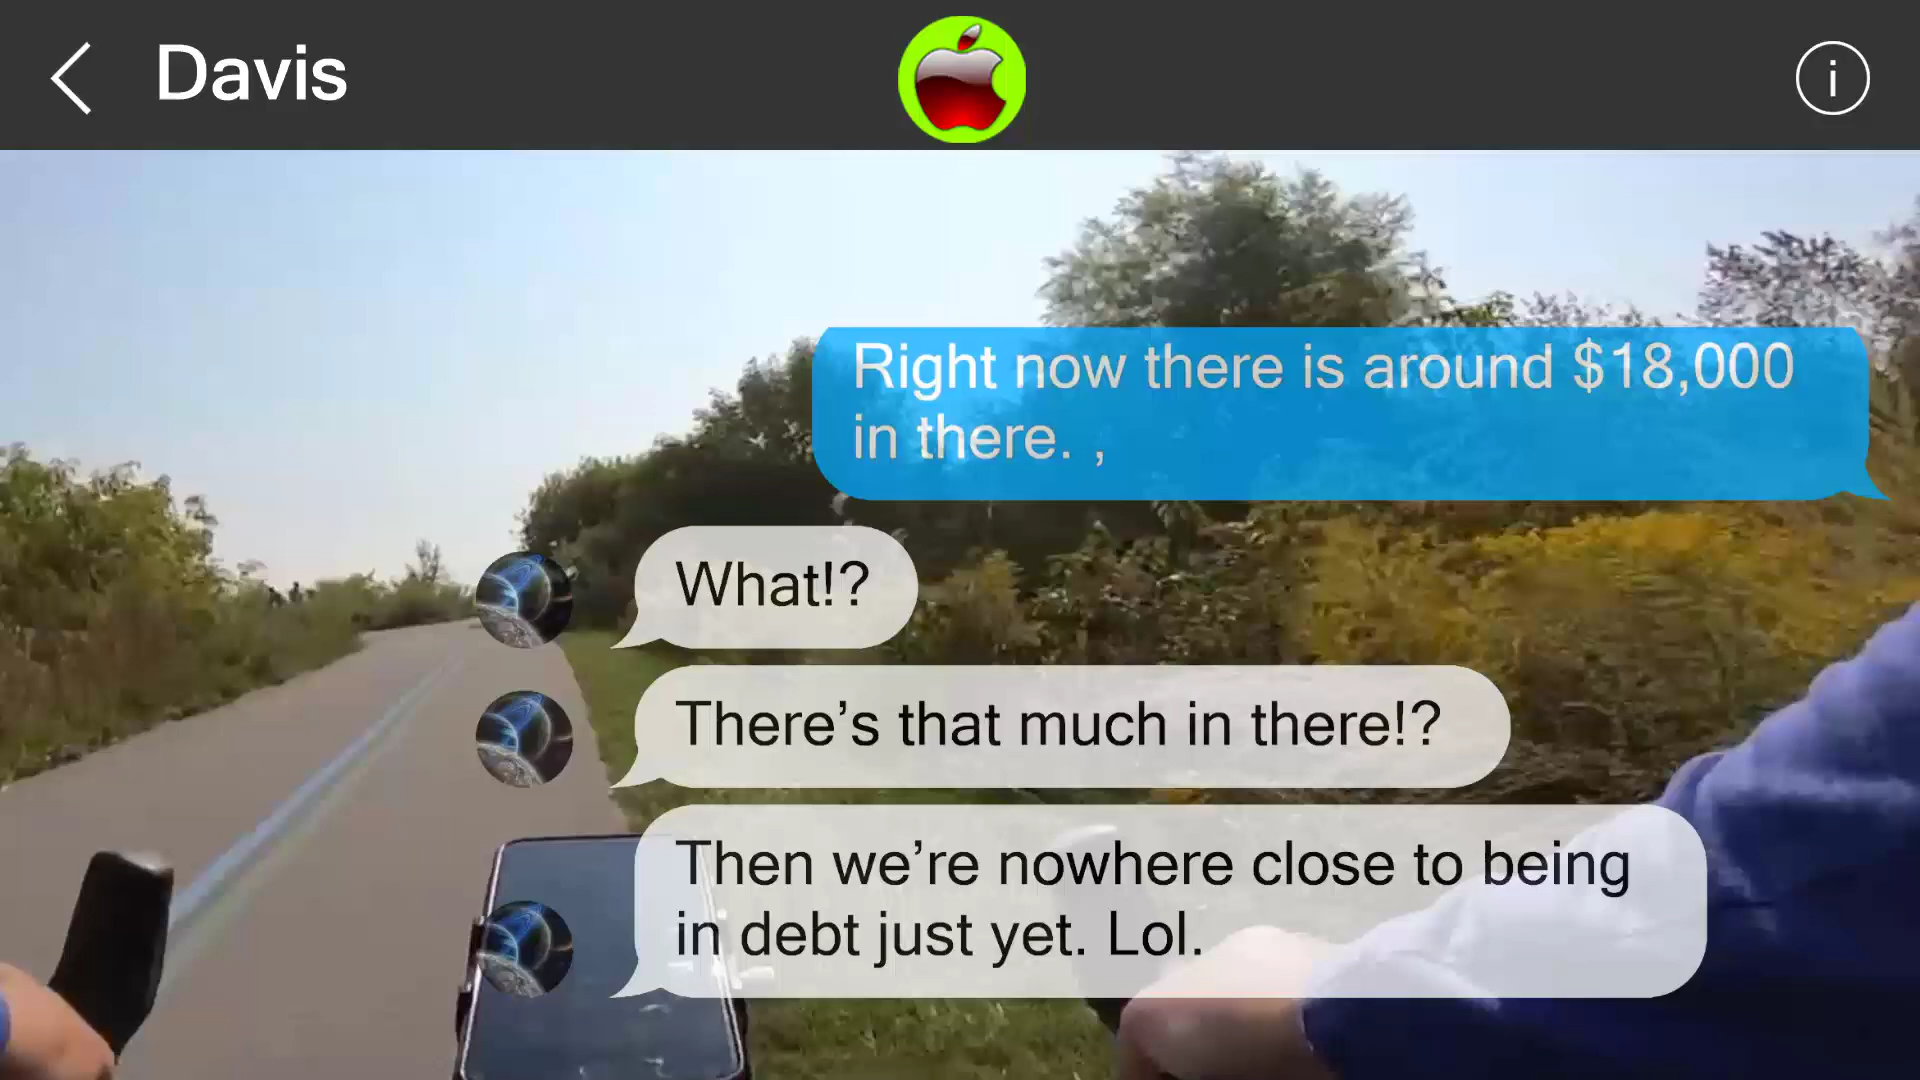 Davis
i
Right now there is around $18,000
in there. ,
What!?
There’s that much in there!?
Then we’re nowhere close to being
in debt just yet. Lol.